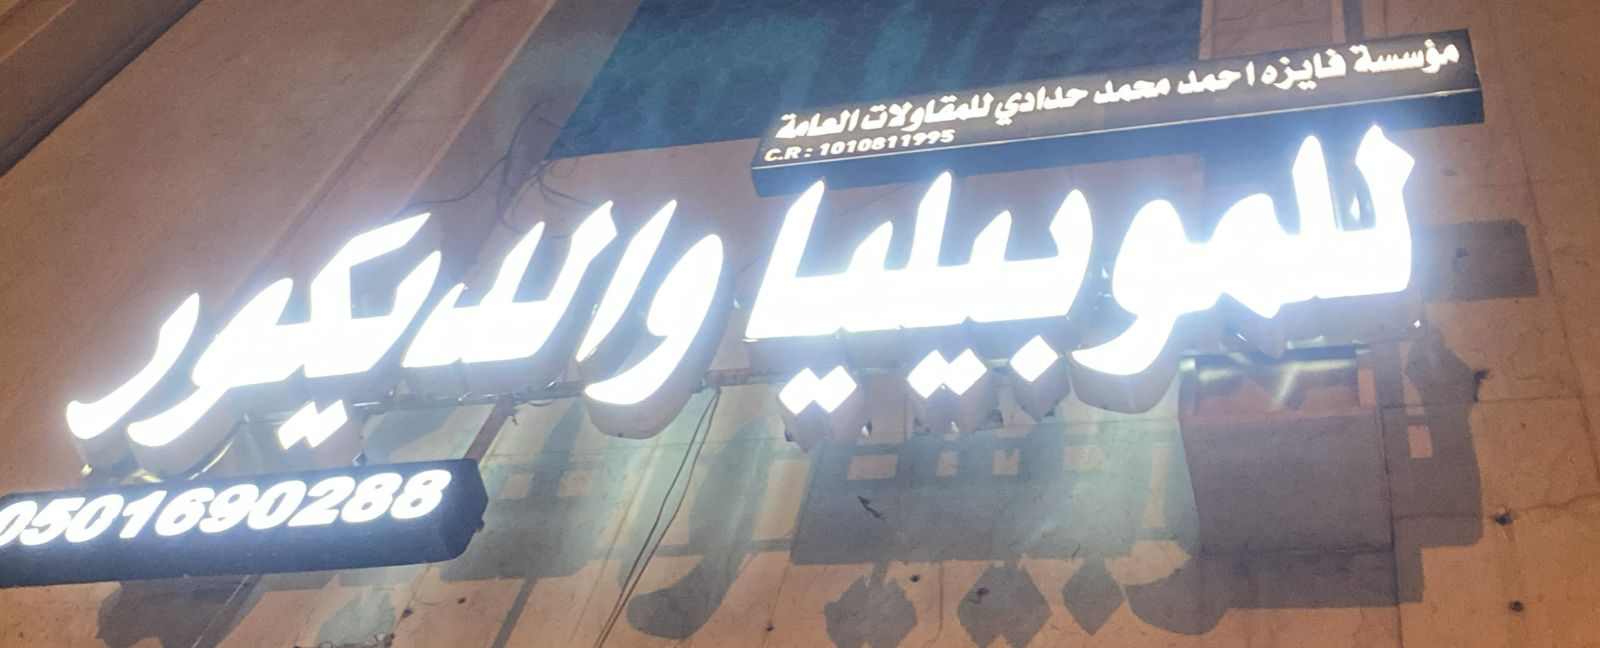 مؤسسة فايزه احمد محمد حدادي للمقاولات العامة
C.R : 1010811995
للموبيليا والديكور
0501690288